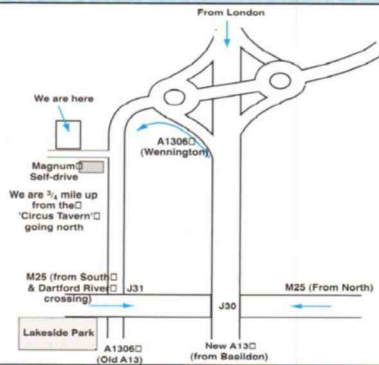 From London
We are here
A1306□
(Wennington)
Magnum□
Self-drive
We are 3/4 mile up
from the□
'Circus Tavern'□
going north
M25 (from South□
& Dartford River□
crossing)
J31
M25 (From North)
J30
Lakeside Park
A1306□
(Old A13)
New A13□
(from Basildon)